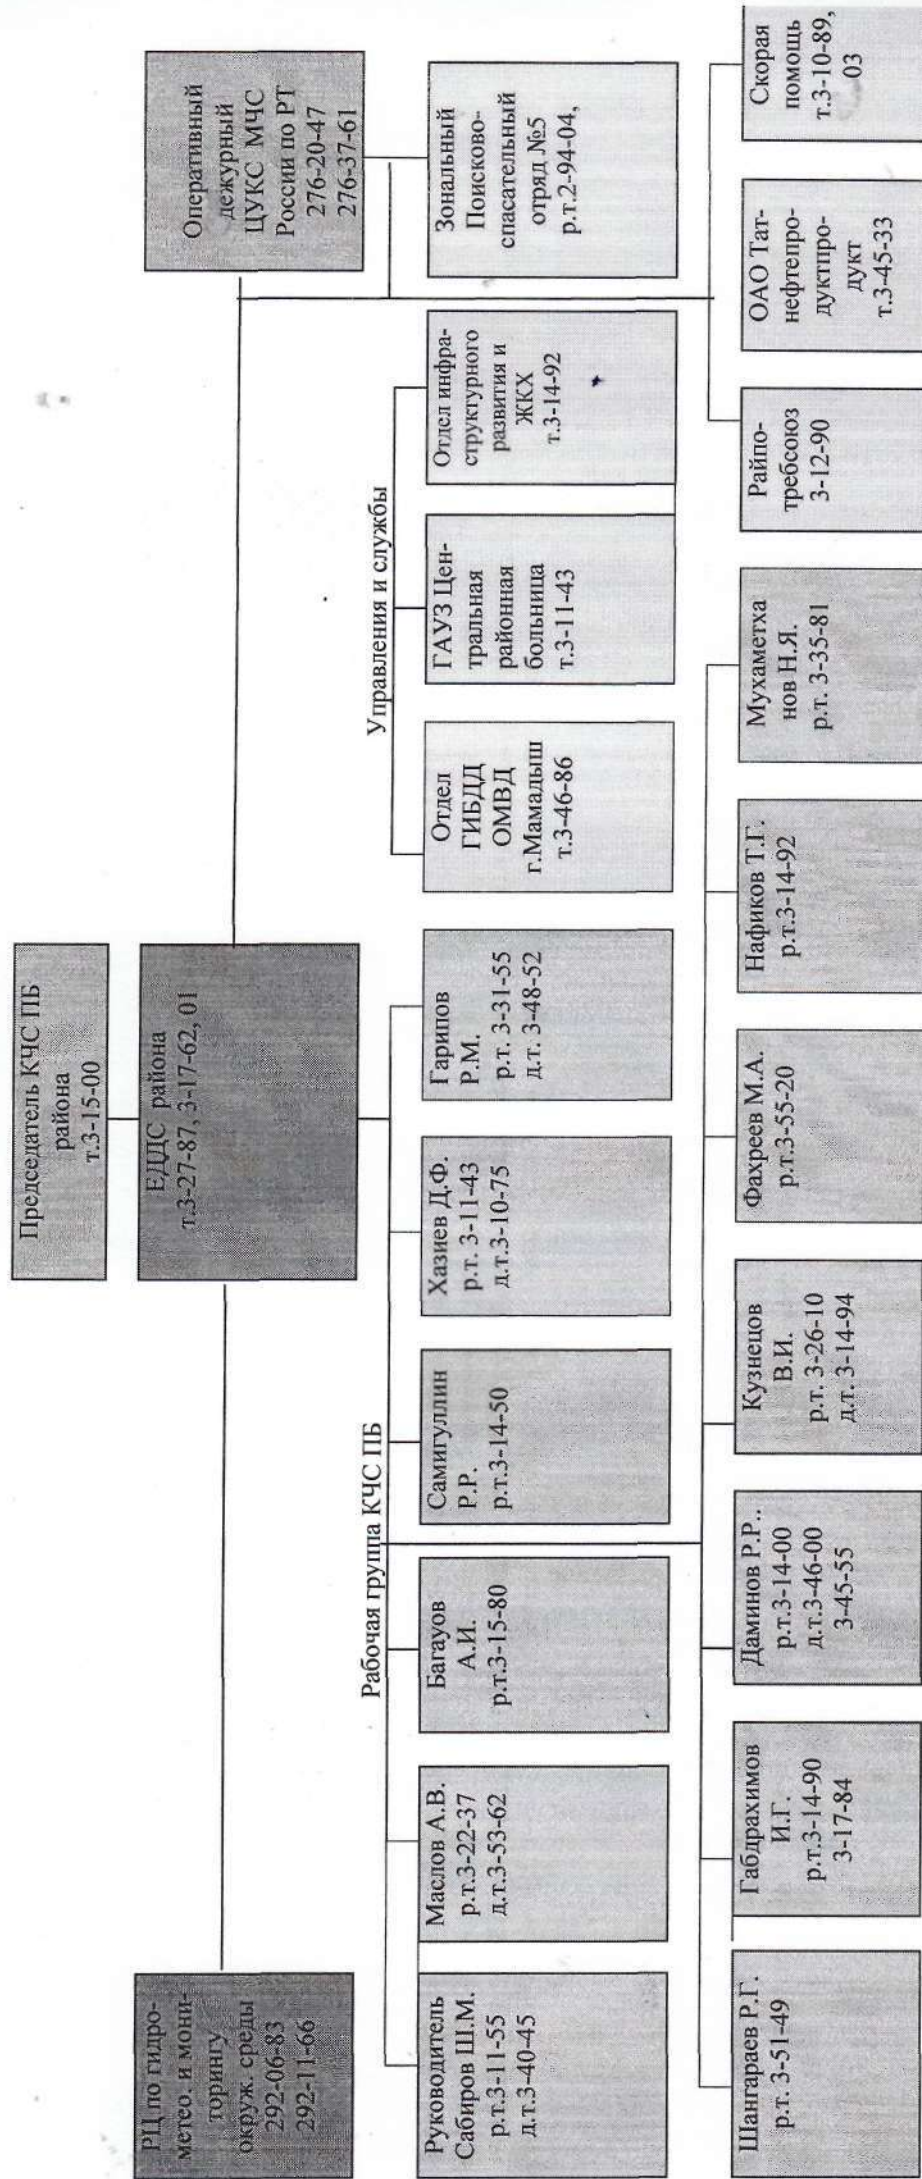 Председатель КЧС ПБ
района
т.3-15-00
РЦ по гидро-
метео. и мони-
торингу
окруж. среды
292-06-83
292-11-66
ЕДДС района
т.3-27-87, 3-17-62, 01
Оперативный
дежурный
ЦУКС МЧС
России по РТ
276-20-47
276-37-61
Рабочая группа КЧС ПБ
Управления и службы
Руководитель
Сабиров Ш.М.
р.т.3-11-55
д.т.3-40-45
Маслов А.В.
р.т.3-22-37
д.т.3-53-62
Багауов
А.И.
р.т.3-15-80
Самигуллин
Р.Р.
р.т.3-14-50
Хазиев Д.Ф.
р.т. 3-11-43
д.т.3-10-75
Гарипов
Р.М.
р.т. 3-31-55
д.т. 3-48-52
Отдел
ГИБДД
ОМВД
г.Мамадыш
т.3-46-86
ГАУЗ Цен-
тральная
районная
больница
т.3-11-43
Отдел инфра-
структурного
развития и
ЖКХ
т.3-14-92
Зональный
Поисково-
спасательный
отряд №5
р.т.2-94-04,
Шангараев Р.Г.
р.т. 3-51-49
Габдрахимов
И.Г.
р.т.3-14-90
3-17-84
Даминов Р.Р..
р.т.3-14-00
д.т.3-46-00
3-45-55
Кузнецов
В.И.
р.т. 3-26-10
д.т. 3-14-94
Фахреев М.А.
р.т.3-55-20
Нафиков Т.Г.
р.т.3-14-92
Мухаметха
нов Н.Я.
р.т. 3-35-81
Райпо-
требсоюз
3-12-90
ОАО Тат-
нефтепро-
дуктпро-
дукт
т.3-45-33
Скорая
помощь
т.3-10-89,
03